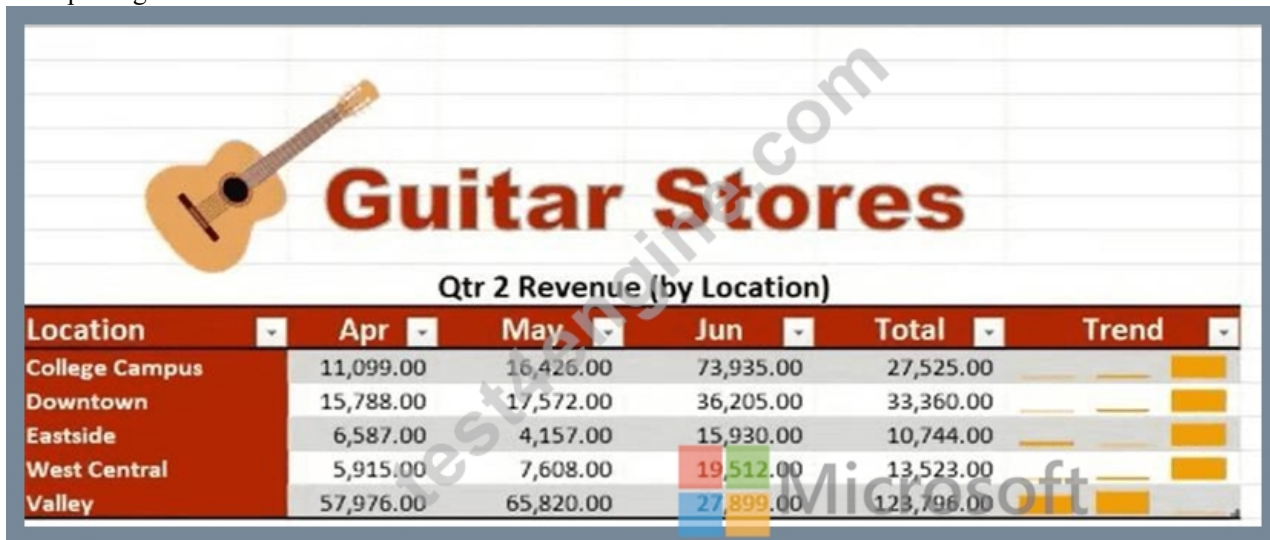 Guitar Stores
Qtr 2 Revenue (by Location)
Location Apr May Jun Total Trend
College Campus 11,099.00 16,426.00 73,935.00 27,525.00
Downtown 15,788.00 17,572.00 36,205.00 33,360.00
Eastside 6,587.00 4,157.00 15,930.00 10,744.00
West Central 5,915.00 7,608.00 19,512.00 13,523.00
Valley 57,976.00 65,820.00 27,899.00 123,796.00
test4engine.com
Microsoft